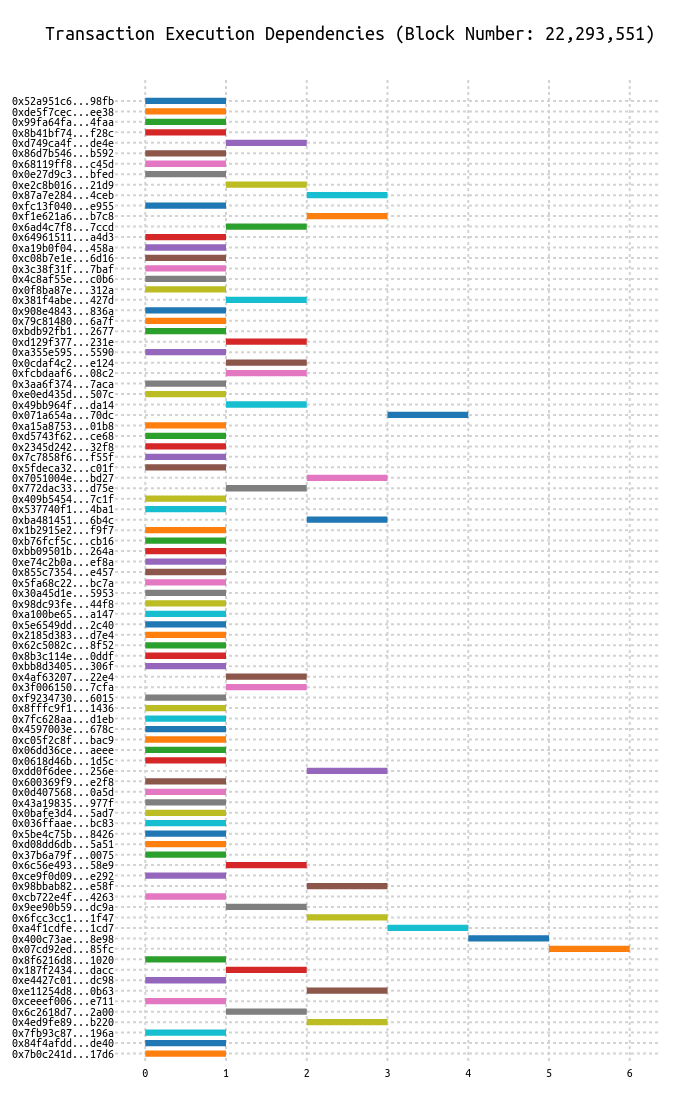 Transaction Execution Dependencies (Block Number: 22,293,551)
0x52a951c6...98fb
0xde5f7cec...ee38
0x99fa64fa...4faa
0x8b41bf74...f28c
0xd749ca4f...de4e
0x86d7b546...b592
0x68119ff8...c45d
0x0e27d9c3...bfed
0xe2c8b016...21d9
0x87a7e284...4ceb
0xfc13f040...e955
0xf1e621a6...b7c8
0x6ad4c7f8...7ccd
0x64961511...a4d3
0xa19b0f04...458a
0xc08b7e1e...6d16
0x3c38f31f...7baf
0x4c8af55e...c0b6
0x0f8ba87e...312a
0x381f4abe...427d
0x908e4843...836a
0x79c81480...6a7f
0xbdb92fb1...2677
0xd129f377...231e
0xa355e595...5590
0x0cdaf4c2...e124
0xfcbdaaf6...08c2
0x3aa6f374...7aca
0xe0ed435d...507c
0x49bb964f...da14
0x071a654a...70dc
0xa15a8753...01b8
0xd5743f62...ce68
0x2345d242...32f8
0x7c7858f6...f55f
0x5fdeca32...c01f
0x7051004e...bd27
0x772dac33...d75e
0x409b5454...7c1f
0x537740f1...4ba1
0xba481451...6b4c
0x1b2915e2...f9f7
0xb76fcf5c...cb16
0xbb09501b...264a
0xe74c2b0a...ef8a
0x855c7354...e457
0x5fa68c22...bc7a
0x30a45d1e...5953
0x98dc93fe...44f8
0xa100be65...a147
0x5e6549dd...2c40
0x2185d383...d7e4
0x62c5082c...8f52
0x8b3c114e...0ddf
0xbb8d3405...306f
0x4af63207...22e4
0x3f006150...7cfa
0xf9234730...6015
0x8fffc9f1...1436
0x7fc628aa...d1eb
0x4597003e...678c
0xc05f2c8f...bac9
0x06dd36ce...aeee
0x0618d46b...1d5c
0xdd0f6dee...256e
0x600369f9...e2f8
0x0d407568...0a5d
0x43a19835...977f
0x0bafe3d4...5ad7
0x036ffaae...bc83
0x5be4c75b...8426
0xd08dd6db...5a51
0x37b6a79f...0075
0x6c56e493...58e9
0xce9f0d09...e292
0x98bbab82...e58f
0xcb722e4f...4263
0x9ee90b59...dc9a
0x6fcc3cc1...1f47
0xa4f1cdfe...1cd7
0x400c73ae...8e98
0x07cd92ed...85fc
0x8f6216d8...1020
0x187f2434...dacc
0xe4427c01...dc98
0xe11254d8...0b63
0xceeef006...e711
0x6c2618d7...2a00
0x4ed9fe89...b220
0x7fb93c87...196a
0x84f4afdd...de40
0x7b0c241d...17d6
0 1 2 3 4 5 6